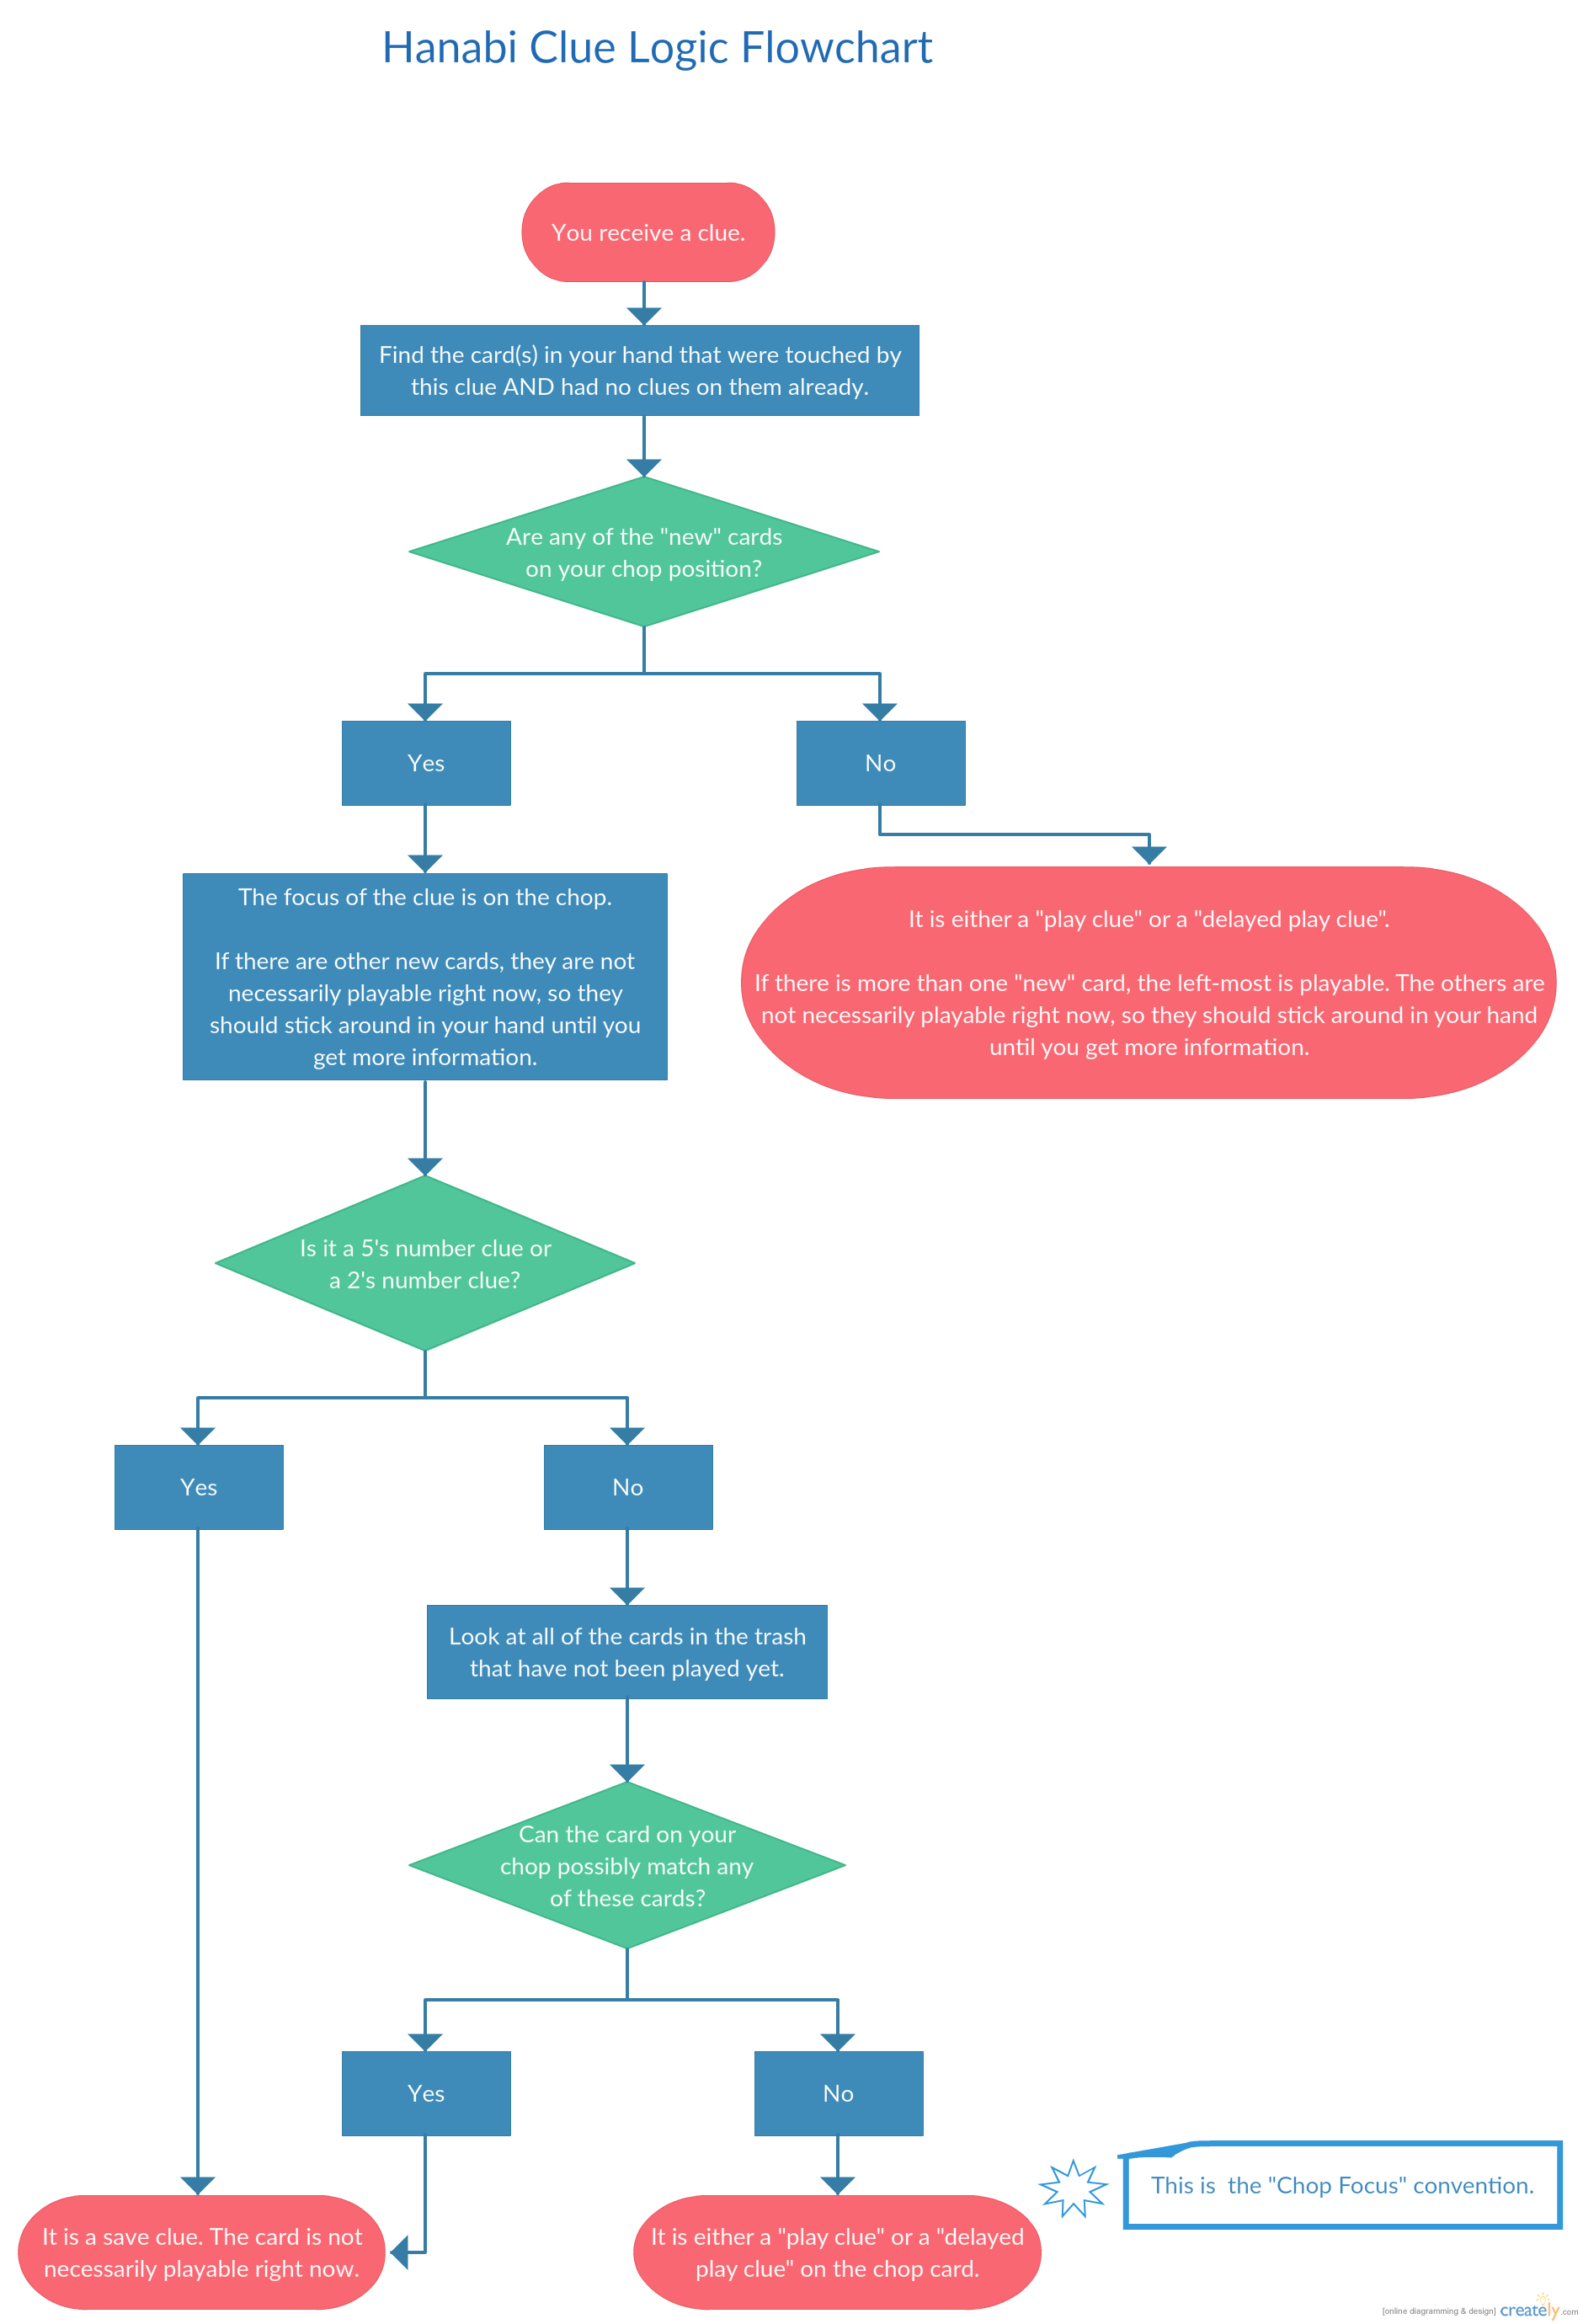 Hanabi Clue Logic Flowchart
You receive a clue.
Find the card(s) in your hand that were touched by
this clue AND had no clues on them already.
Are any of the "new" cards
on your chop position?
Yes
No
The focus of the clue is on the chop.
If there are other new cards, they are not
necessarily playable right now, so they
should stick around in your hand until you
get more information.
It is either a "play clue" or a "delayed play clue".
If there is more than one "new" card, the left-most is playable. The others are
not necessarily playable right now, so they should stick around in your hand
until you get more information.
Is it a 5's number clue or
a 2's number clue?
Yes
No
Look at all of the cards in the trash
that have not been played yet.
Can the card on your
chop possibly match any
of these cards?
Yes
No
It is a save clue. The card is not
necessarily playable right now.
It is either a "play clue" or a "delayed
play clue" on the chop card.
This is  the "Chop Focus" convention.
[online diagramming & design] creately.com